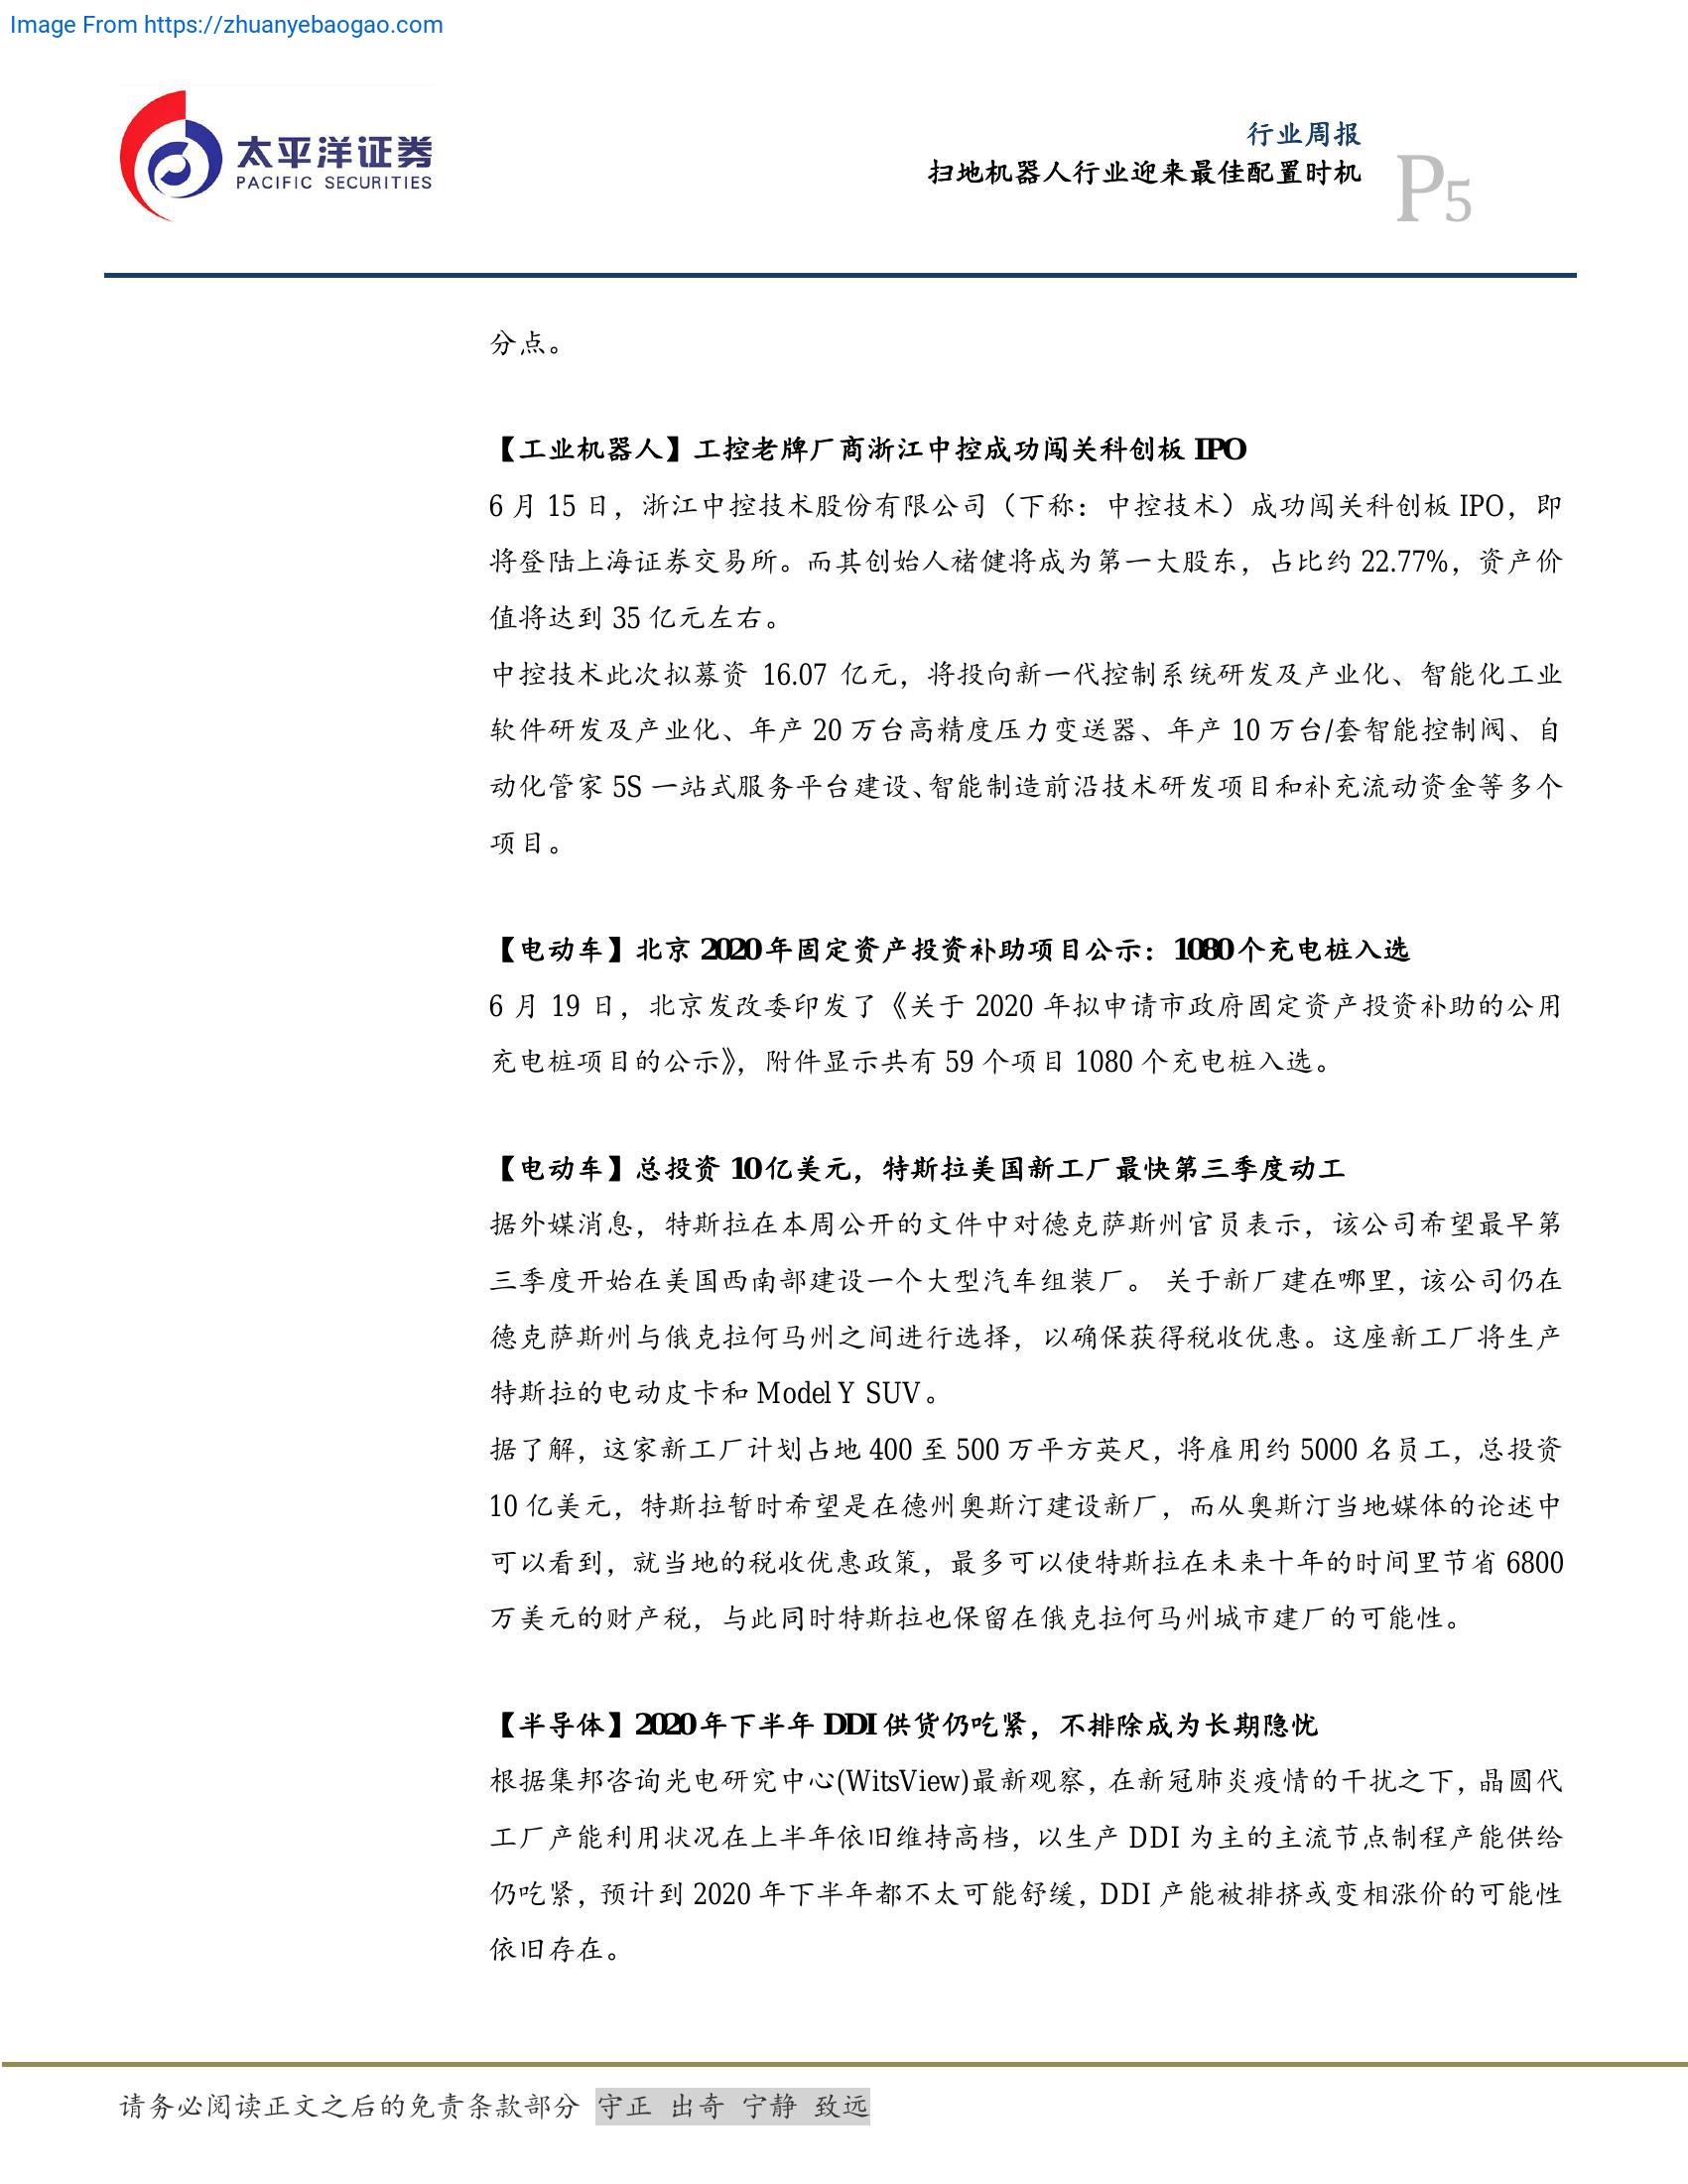 Image From https://zhuanyebaogao.com
太平洋证券
PACIFIC SECURITIES
行业周报
扫地机器人行业迎来最佳配置时机
P5
分点。
【工业机器人】工控老牌厂商浙江中控成功闯关科创板 IPO
6 月 15 日，浙江中控技术股份有限公司（下称：中控技术）成功闯关科创板 IPO，即
将登陆上海证券交易所。而其创始人褚健将成为第一大股东，占比约 22.77%，资产价
值将达到 35 亿元左右。
中控技术此次拟募资 16.07 亿元，将投向新一代控制系统研发及产业化、智能化工业
软件研发及产业化、年产 20 万台高精度压力变送器、年产 10 万台/套智能控制阀、自
动化管家 5S 一站式服务平台建设、智能制造前沿技术研发项目和补充流动资金等多个
项目。
【电动车】北京 2020 年固定资产投资补助项目公示：1080 个充电桩入选
6 月 19 日，北京发改委印发了《关于 2020 年拟申请市政府固定资产投资补助的公用
充电桩项目的公示》，附件显示共有 59 个项目 1080 个充电桩入选。
【电动车】总投资 10 亿美元，特斯拉美国新工厂最快第三季度动工
据外媒消息，特斯拉在本周公开的文件中对德克萨斯州官员表示，该公司希望最早第
三季度开始在美国西南部建设一个大型汽车组装厂。 关于新厂建在哪里，该公司仍在
德克萨斯州与俄克拉何马州之间进行选择，以确保获得税收优惠。这座新工厂将生产
特斯拉的电动皮卡和 Model Y SUV。
据了解，这家新工厂计划占地 400 至 500 万平方英尺，将雇用约 5000 名员工，总投资
10 亿美元，特斯拉暂时希望是在德州奥斯汀建设新厂，而从奥斯汀当地媒体的论述中
可以看到，就当地的税收优惠政策，最多可以使特斯拉在未来十年的时间里节省 6800
万美元的财产税，与此同时特斯拉也保留在俄克拉何马州城市建厂的可能性。
【半导体】2020 年下半年 DDI 供货仍吃紧，不排除成为长期隐忧
根据集邦咨询光电研究中心(WitsView)最新观察，在新冠肺炎疫情的干扰之下，晶圆代
工厂产能利用状况在上半年依旧维持高档，以生产 DDI 为主的主流节点制程产能供给
仍吃紧，预计到 2020 年下半年都不太可能舒缓，DDI 产能被排挤或变相涨价的可能性
依旧存在。
请务必阅读正文之后的免责条款部分 守正 出奇 宁静 致远